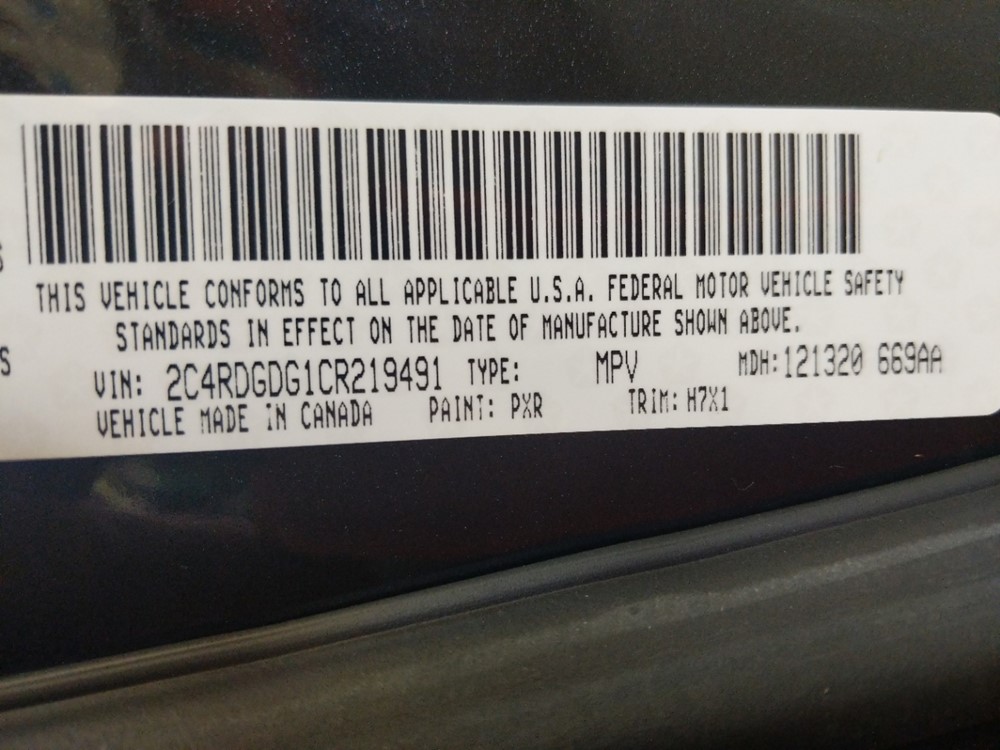 S
THIS VEHICLE CONFORMS TO ALL APPLICABLE U.S.A. FEDERAL MOTOR VEHICLE SAFETY
STANDARDS IN EFFECT ON THE DATE OF MANUFACTURE SHOWN ABOVE.
S
VIN: 2C4RDGDG1CR219491 TYPE: MPV MDH:121320 669AA
VEHICLE MADE IN CANADA PAINT: PXR TRIM: H7X1